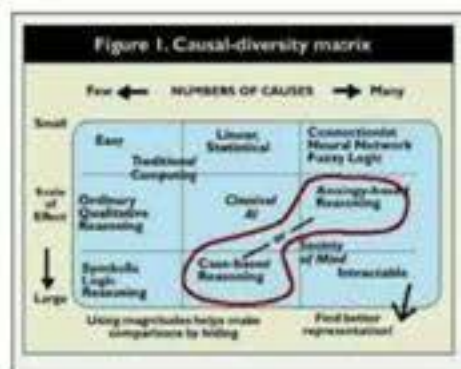 Figure 1. Causal-diversity matrix
Few NUMBERS OF CAUSES Many
Small
Easy
Traditional
Computing
Linear,
Statistical
Connectionist
Neural Network
Fuzzy Logic
Scale
of
Effect
Ordinary
Qualitative
Reasoning
Classical
AI
Analogy-based
Reasoning
Large
Symbolic
Logic
Reasoning
Case-based
Reasoning
Society
of Mind
Intractable
Using magnitudes helps make
comparisons by hiding
Find better
representation!